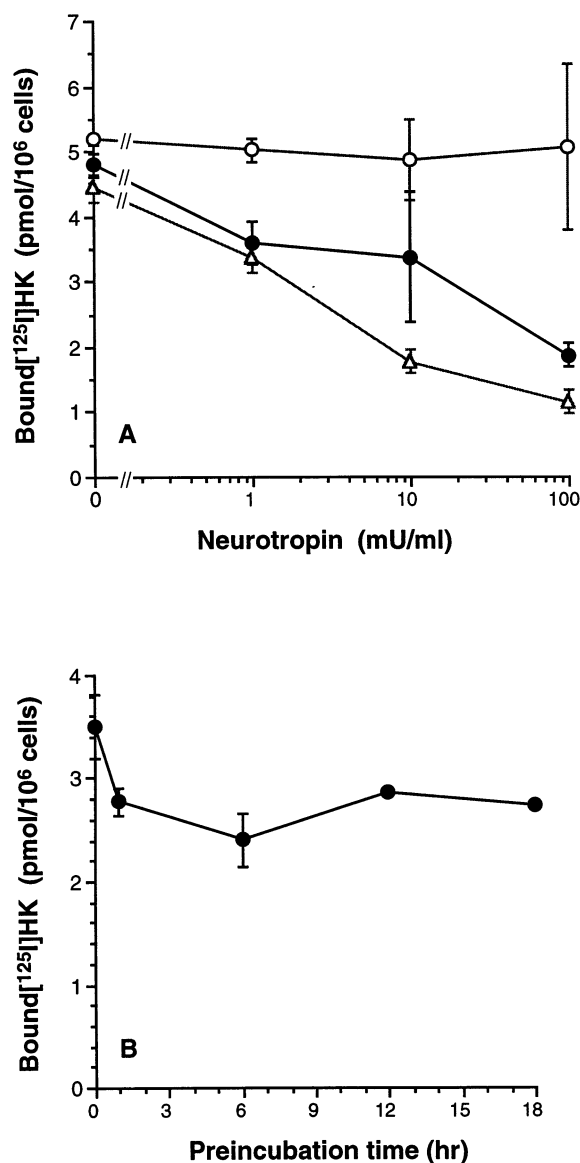 7
6
5
4
3
2
1
0
Bound[¹²⁵I]HK (pmol/10⁶ cells)
A
0 // 1 10 100
Neurotropin (mU/ml)
4
3
2
1
0
Bound[¹²⁵I]HK (pmol/10⁶ cells)
B
0 3 6 9 12 15 18
Preincubation time (hr)